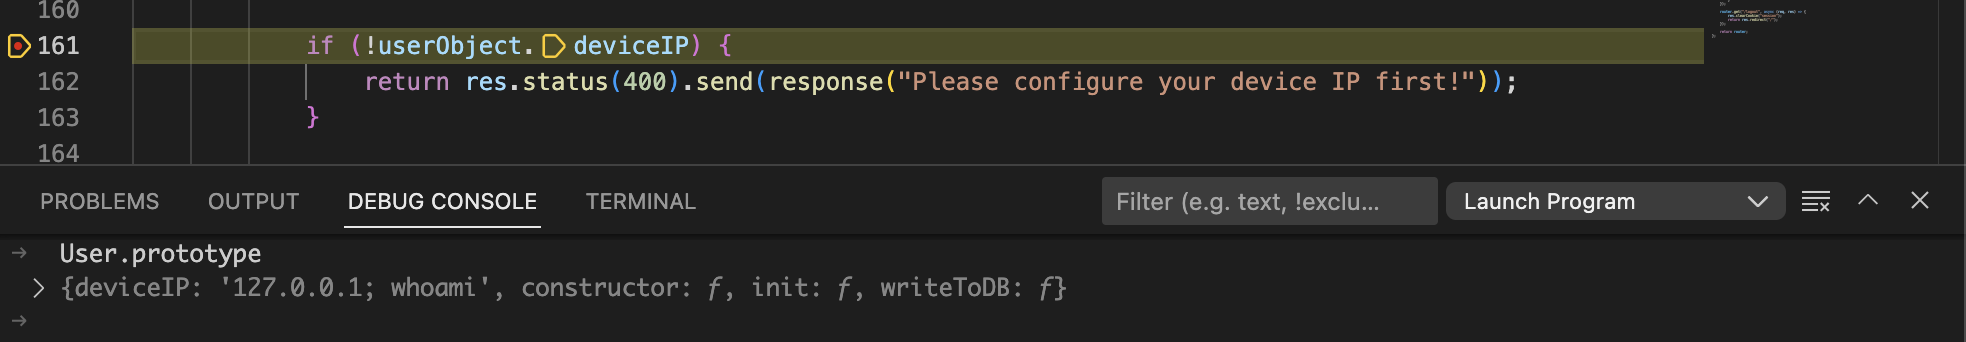 160
161 if (!userObject. deviceIP) {
162 return res.status(400).send(response("Please configure your device IP first!"));
163 }
164
PROBLEMS OUTPUT DEBUG CONSOLE TERMINAL Filter (e.g. text, !exclu... Launch Program
User.prototype
{deviceIP: '127.0.0.1; whoami', constructor: f, init: f, writeToDB: f}